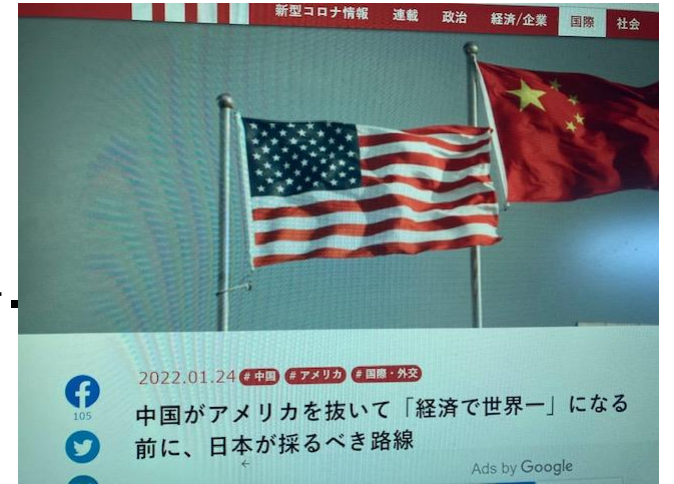 新型コロナ情報 連載 政治 経済/企業 国際 社会
2022.01.24 #中国 #アメリカ #国際・外交
105
中国がアメリカを抜いて「経済で世界一」になる
前に、日本が採るべき路線
Ads by Google